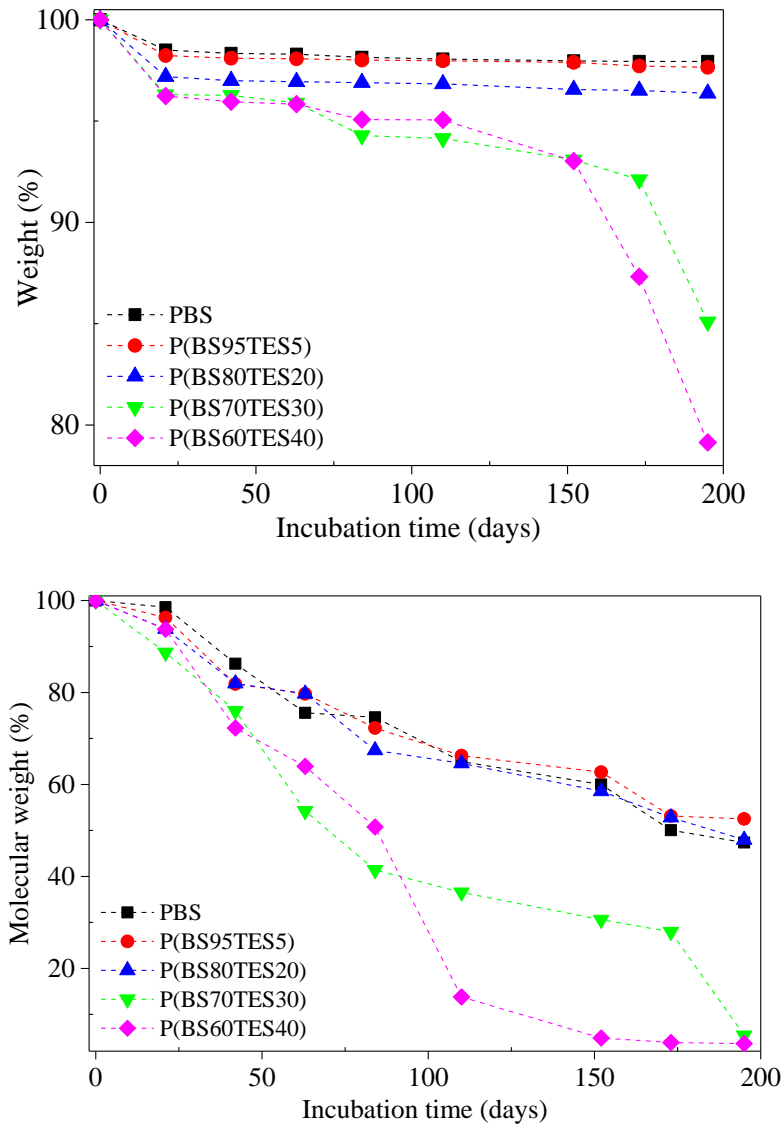 100
90
80
Weight (%)
PBS
P(BS95TES5)
P(BS80TES20)
P(BS70TES30)
P(BS60TES40)
0 50 100 150 200
Incubation time (days)
100
80
60
40
20
Molecular weight (%)
PBS
P(BS95TES5)
P(BS80TES20)
P(BS70TES30)
P(BS60TES40)
0 50 100 150 200
Incubation time (days)